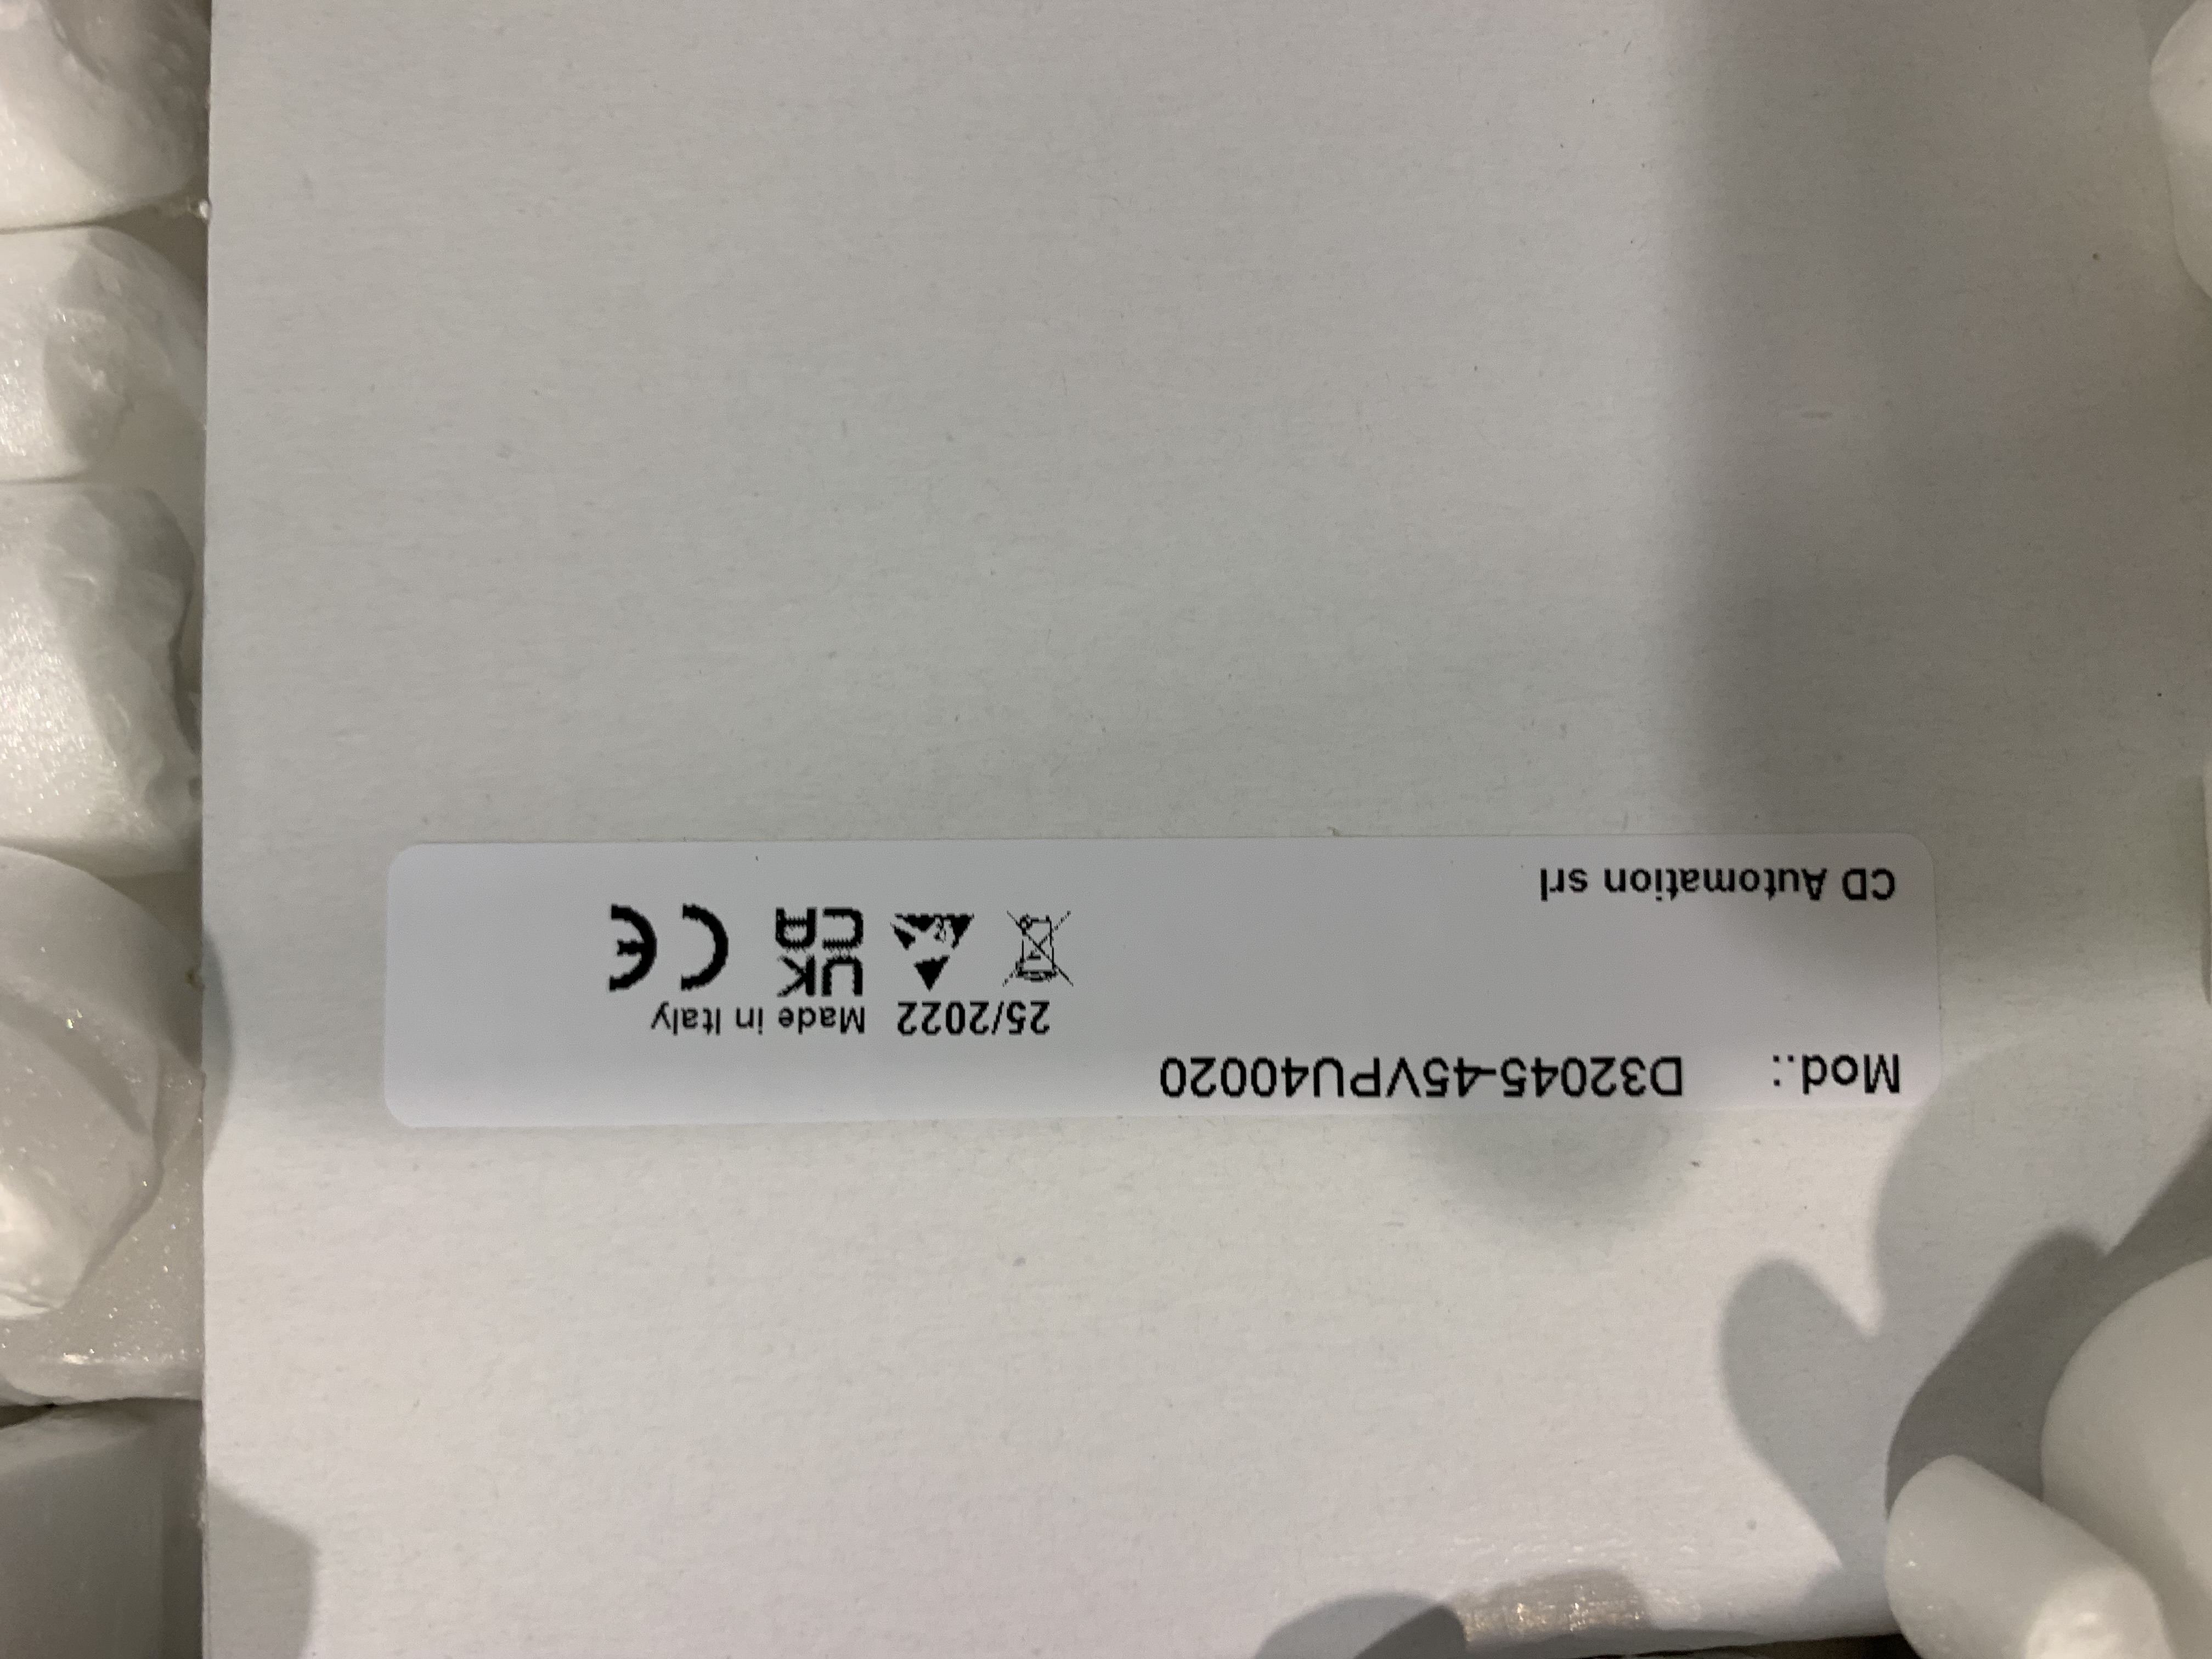 Mod.: D32045-45VPU40020
25/2022 Made in Italy
UK
CA
CE
CD Automation srl